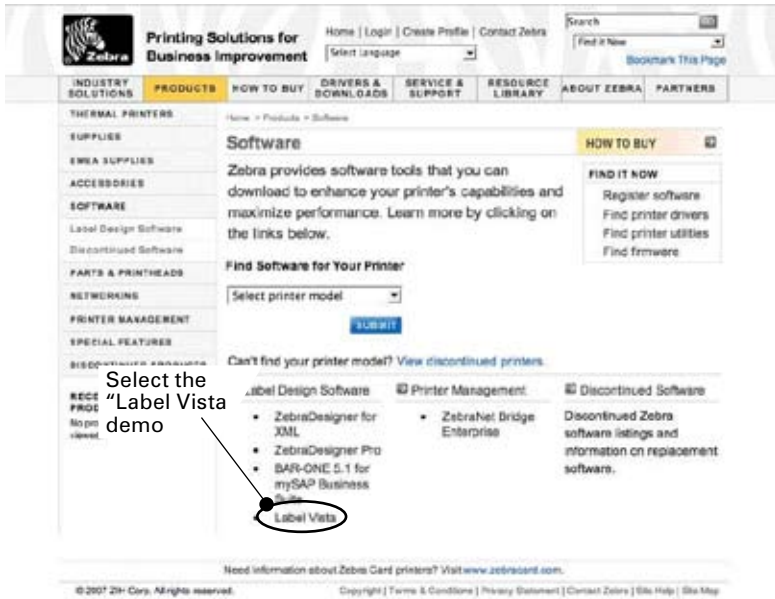 Zebra
Printing Solutions for
Business Improvement
Home | Login | Create Profile | Contact Zebra
Select Language
Search
Find it Now
Bookmark This Page
INDUSTRY SOLUTIONS
PRODUCTS
HOW TO BUY
DRIVERS & DOWNLOADS
SERVICE & SUPPORT
RESOURCE LIBRARY
ABOUT ZEBRA
PARTNERS
THERMAL PRINTERS
SUPPLIES
EMEA SUPPLIES
ACCESSORIES
SOFTWARE
Label Design Software
Discontinued Software
PARTS & PRINTHEADS
NETWORKING
PRINTER MANAGEMENT
SPECIAL FEATURES
DISCONTINUED PRODUCTS
Home > Products > Software
Software
Zebra provides software tools that you can
download to enhance your printer's capabilities and
maximize performance. Learn more by clicking on
the links below.
Find Software for Your Printer
Select printer model
SUBMIT
Can't find your printer model? View discontinued printers.
HOW TO BUY
FIND IT NOW
Register software
Find printer drivers
Find printer utilities
Find firmware
Select the
"Label Vista
demo
Label Design Software
• ZebraDesigner for
XML
• ZebraDesigner Pro
• BAR-ONE 5.1 for
mySAP Business
Suite
• Label Vista
Printer Management
• ZebraNet Bridge
Enterprise
Discontinued Software
Discontinued Zebra
software listings and
information on replacement
software.
Need information about Zebra Card printers? Visit www.zebracard.com.
© 2007 ZIH Corp. All rights reserved.
Copyright | Terms & Conditions | Privacy Statement | Contact Zebra | Site Help | Site Map